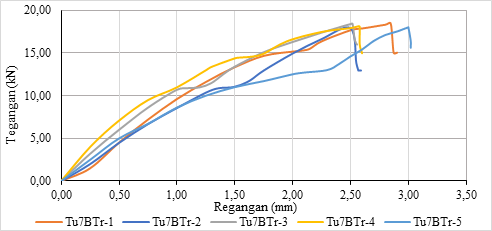 Tegangan (kN)
20,00
15,00
10,00
5,00
0,00
0,00 0,50 1,00 1,50 2,00 2,50 3,00 3,50
Regangan (mm)
Tu7BTr-1 Tu7BTr-2 Tu7BTr-3 Tu7BTr-4 Tu7BTr-5